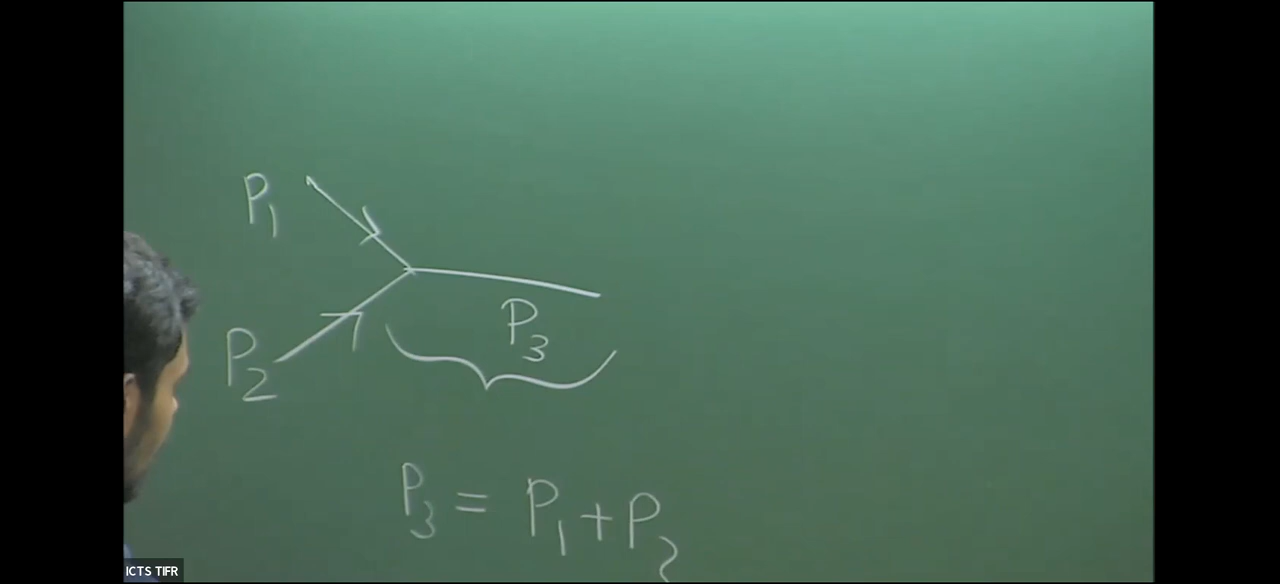 P1
P2
P3
P3 = P1 + P2
ICTS TIFR